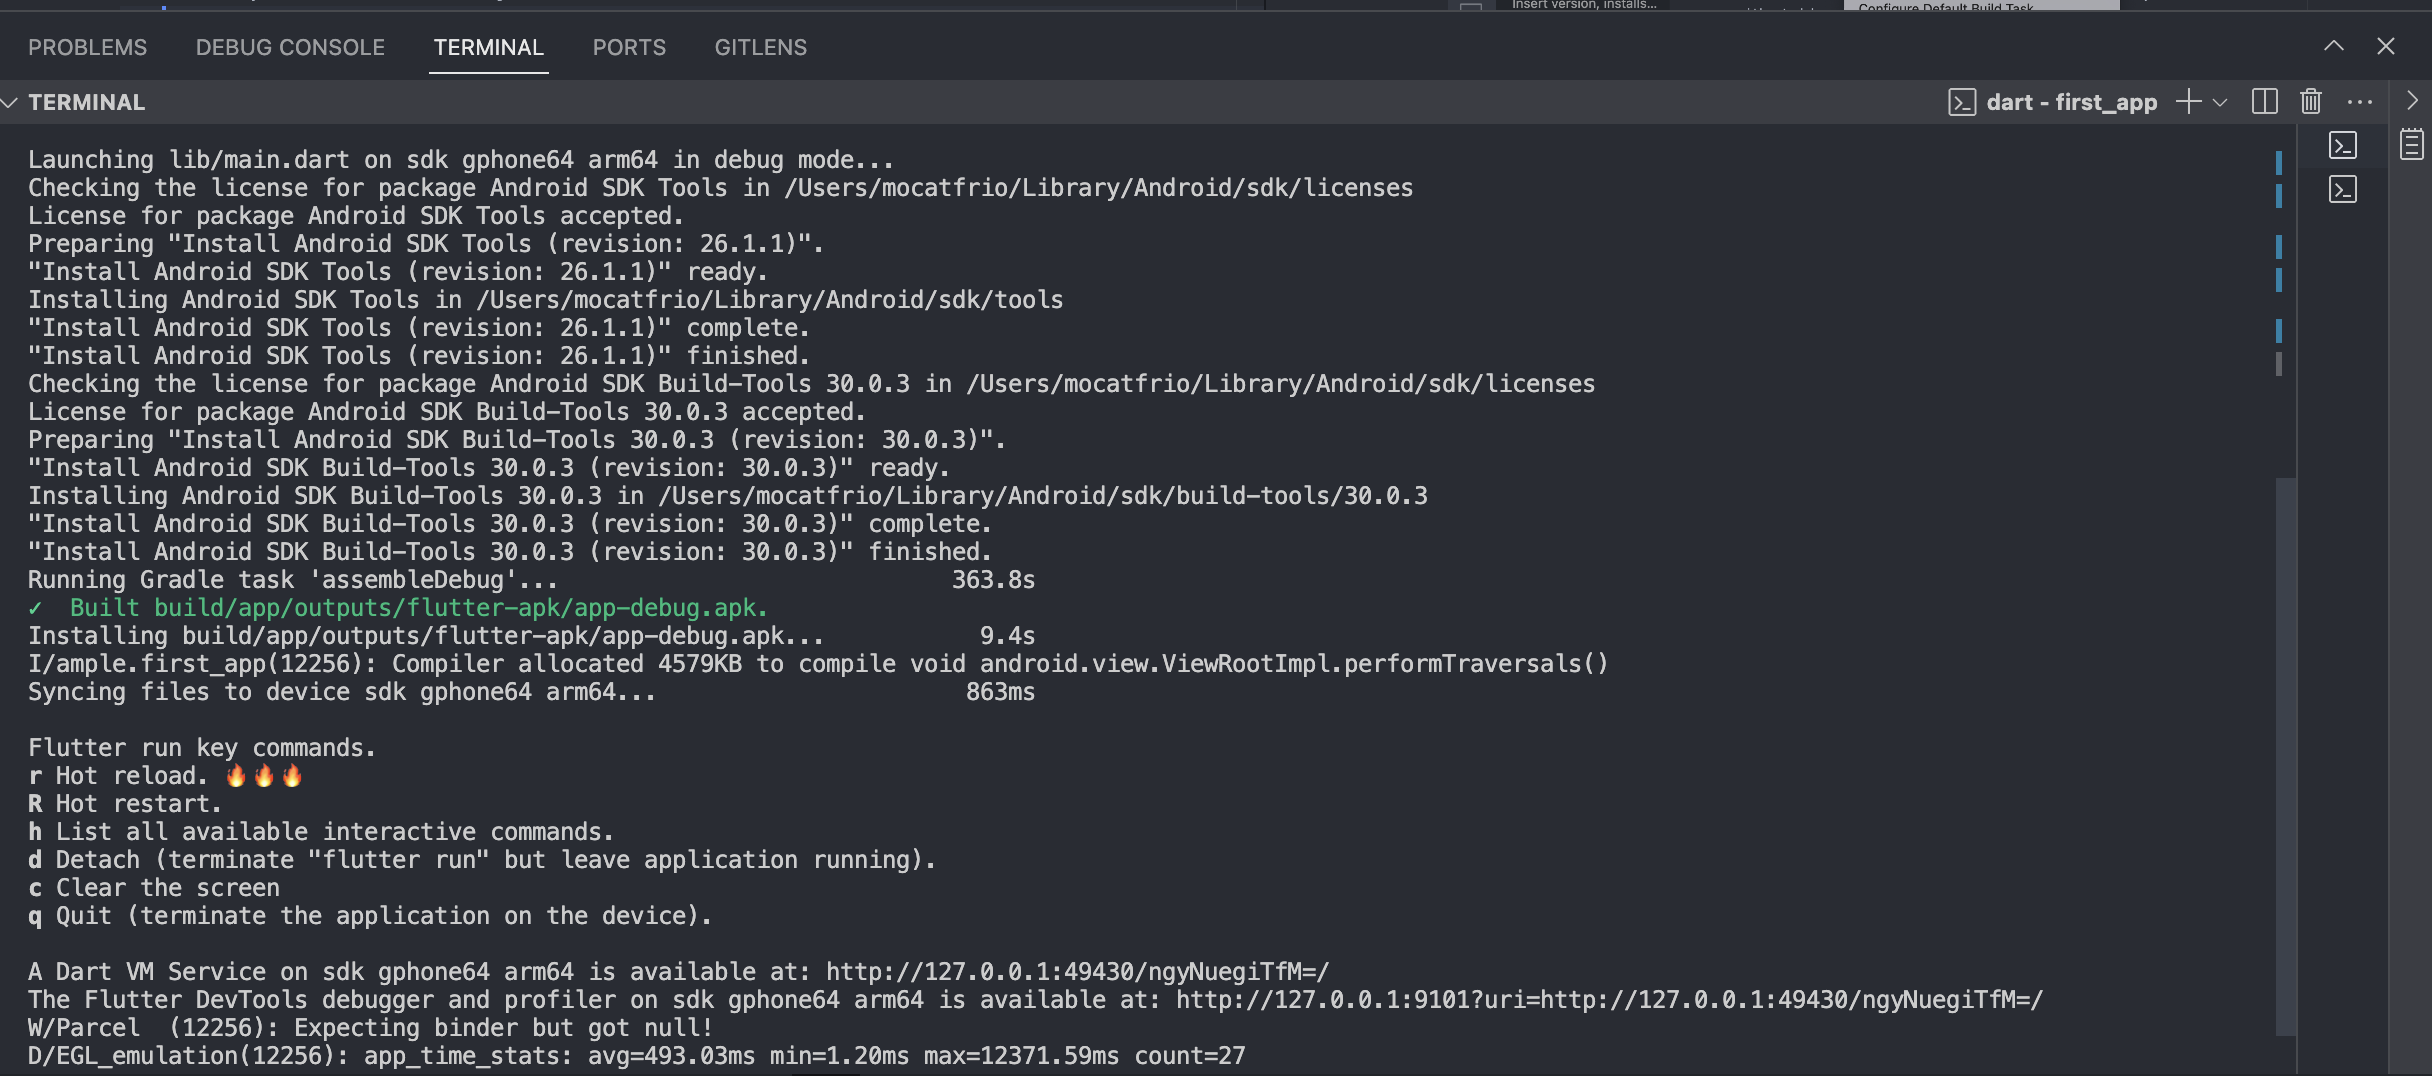 Insert version, installs...
Configure Default Build Task
PROBLEMS
DEBUG CONSOLE
TERMINAL
PORTS
GITLENS
TERMINAL
dart - first_app
Launching lib/main.dart on sdk gphone64 arm64 in debug mode...
Checking the license for package Android SDK Tools in /Users/mocatfrio/Library/Android/sdk/licenses
License for package Android SDK Tools accepted.
Preparing "Install Android SDK Tools (revision: 26.1.1)".
"Install Android SDK Tools (revision: 26.1.1)" ready.
Installing Android SDK Tools in /Users/mocatfrio/Library/Android/sdk/tools
"Install Android SDK Tools (revision: 26.1.1)" complete.
"Install Android SDK Tools (revision: 26.1.1)" finished.
Checking the license for package Android SDK Build-Tools 30.0.3 in /Users/mocatfrio/Library/Android/sdk/licenses
License for package Android SDK Build-Tools 30.0.3 accepted.
Preparing "Install Android SDK Build-Tools 30.0.3 (revision: 30.0.3)".
"Install Android SDK Build-Tools 30.0.3 (revision: 30.0.3)" ready.
Installing Android SDK Build-Tools 30.0.3 in /Users/mocatfrio/Library/Android/sdk/build-tools/30.0.3
"Install Android SDK Build-Tools 30.0.3 (revision: 30.0.3)" complete.
"Install Android SDK Build-Tools 30.0.3 (revision: 30.0.3)" finished.
Running Gradle task 'assembleDebug'... 363.8s
✓ Built build/app/outputs/flutter-apk/app-debug.apk.
Installing build/app/outputs/flutter-apk/app-debug.apk... 9.4s
I/ample.first_app(12256): Compiler allocated 4579KB to compile void android.view.ViewRootImpl.performTraversals()
Syncing files to device sdk gphone64 arm64... 863ms
Flutter run key commands.
r Hot reload. 🔥🔥🔥
R Hot restart.
h List all available interactive commands.
d Detach (terminate "flutter run" but leave application running).
c Clear the screen
q Quit (terminate the application on the device).
A Dart VM Service on sdk gphone64 arm64 is available at: http://127.0.0.1:49430/ngyNuegiTfM=/
The Flutter DevTools debugger and profiler on sdk gphone64 arm64 is available at: http://127.0.0.1:9101?uri=http://127.0.0.1:49430/ngyNuegiTfM=/
W/Parcel  (12256): Expecting binder but got null!
D/EGL_emulation(12256): app_time_stats: avg=493.03ms min=1.20ms max=12371.59ms count=27